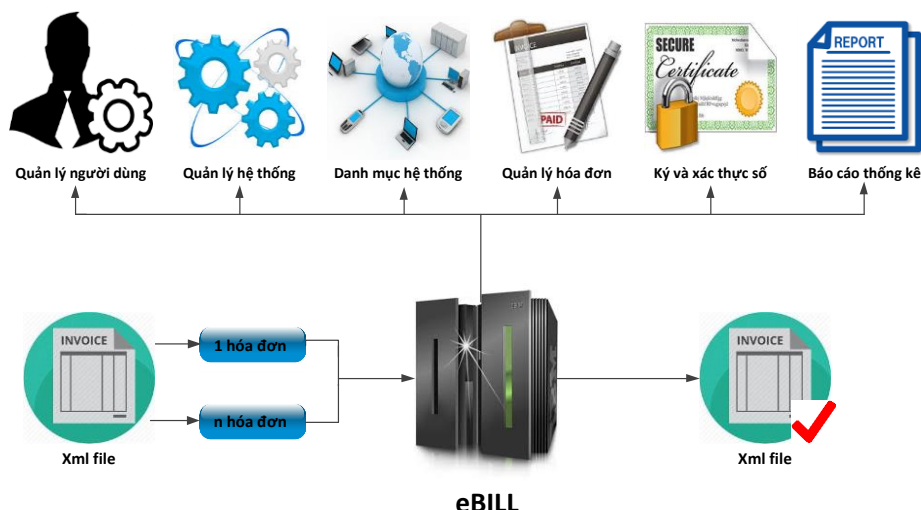 INVOICE
PAID
SECURE
Certificate
REPORT
Quản lý người dùng
Quản lý hệ thống
Danh mục hệ thống
Quản lý hóa đơn
Ký và xác thực số
Báo cáo thống kê
IBM
INVOICE
1 hóa đơn
n hóa đơn
Xml file
INVOICE
Xml file
eBILL